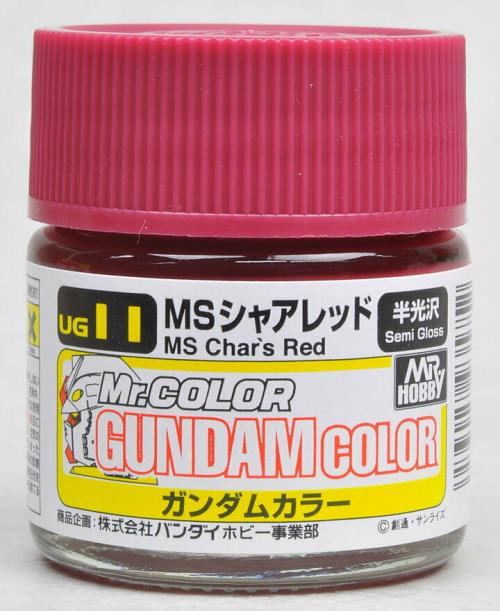 UG11
MSシャアレッド
MS Char's Red
半光沢
Semi Gloss
Mr.COLOR
MR HOBBY
GUNDAM COLOR
ガンダムカラー
商品企画:株式会社バンダイホビー事業部
©創通・サンライズ